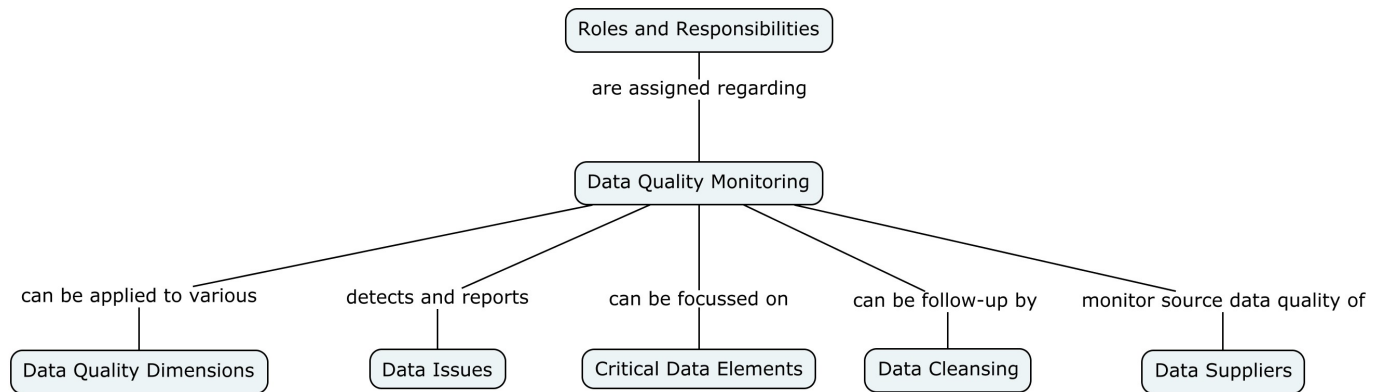 Roles and Responsibilities
are assigned regarding
Data Quality Monitoring
can be applied to various
detects and reports
can be focussed on
can be follow-up by
monitor source data quality of
Data Quality Dimensions
Data Issues
Critical Data Elements
Data Cleansing
Data Suppliers